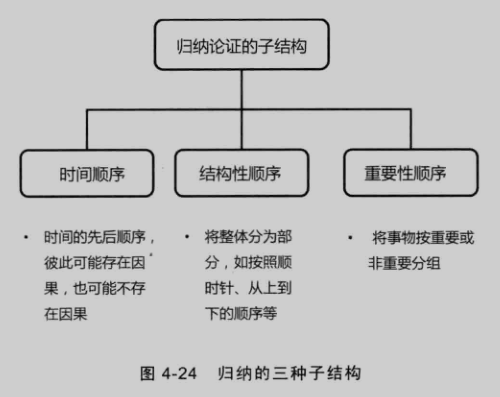 归纳论证的子结构
时间顺序
结构性顺序
重要性顺序
• 时间的先后顺序，
彼此可能存在因
果，也可能不存
在因果
• 将整体分为部
分，如按照顺
时针、从上到
下的顺序等
• 将事物按重要或
非重要分组
图 4-24 归纳的三种子结构